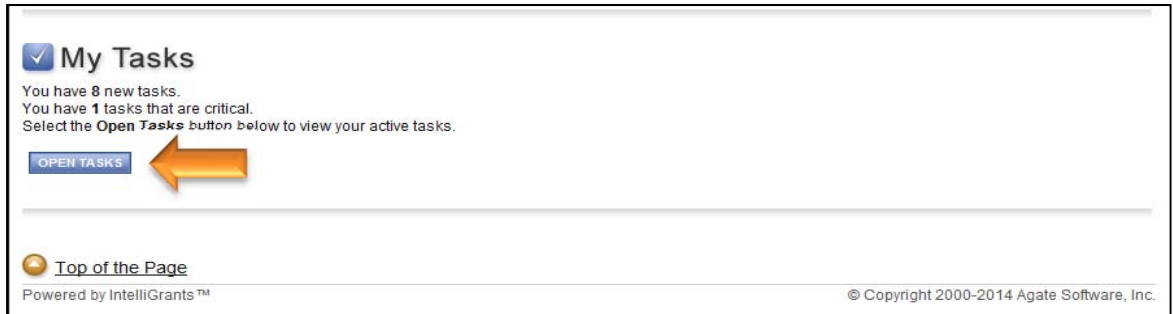 My Tasks
You have 8 new tasks.
You have 1 tasks that are critical.
Select the Open Tasks button below to view your active tasks.
OPEN TASKS
Top of the Page
Powered by IntelliGrants™
© Copyright 2000-2014 Agate Software, Inc.